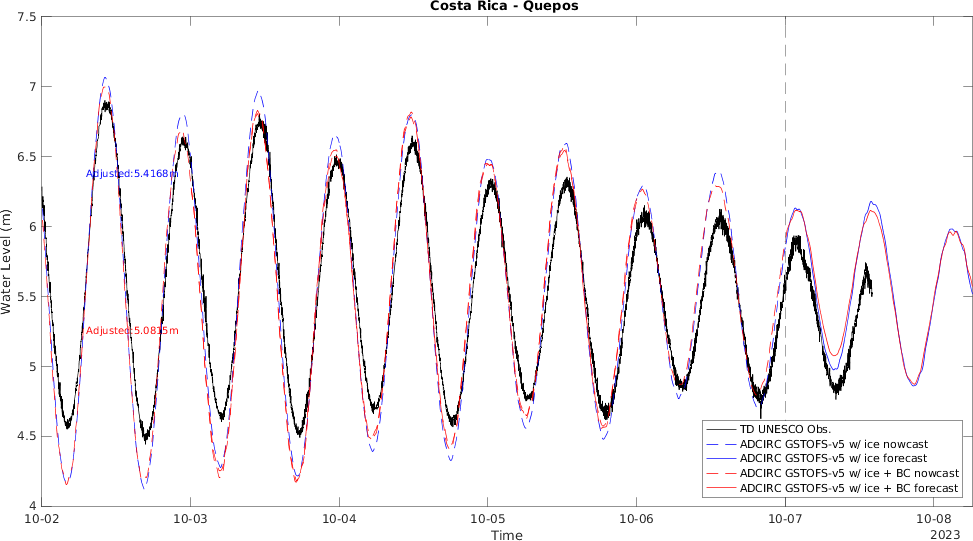 Costa Rica - Quepos
7.5
7
6.5
6
5.5
5
4.5
4
Water Level (m)
Adjusted:5.4168m
Adjusted:5.0815m
TD UNESCO Obs.
ADCIRC GSTOFS-v5 w/ ice nowcast
ADCIRC GSTOFS-v5 w/ ice forecast
ADCIRC GSTOFS-v5 w/ ice + BC nowcast
ADCIRC GSTOFS-v5 w/ ice + BC forecast
10-02 10-03 10-04 10-05 10-06 10-07 10-08
Time
2023